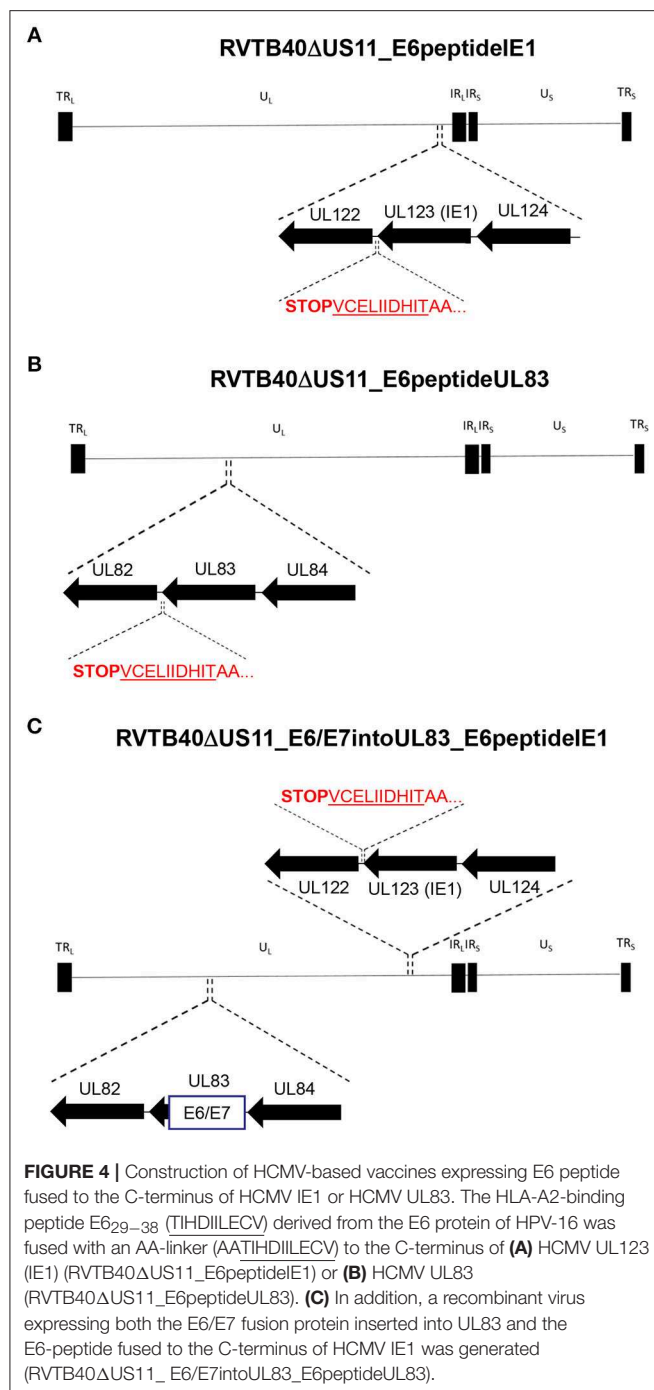 A
RVTB40ΔUS11_E6peptideIE1
TRL UL IRL IRS US TRS
UL122 UL123 (IE1) UL124
STOPVCELIIDHITAA...
B
RVTB40ΔUS11_E6peptideUL83
TRL UL IRL IRS US TRS
UL82 UL83 UL84
STOPVCELIIDHITAA...
C
RVTB40ΔUS11_E6/E7intoUL83_E6peptideIE1
STOPVCELIIDHITAA...
UL122 UL123 (IE1) UL124
TRL UL IRL IRS US TRS
UL82 UL83 UL84
E6/E7
FIGURE 4 | Construction of HCMV-based vaccines expressing E6 peptide
fused to the C-terminus of HCMV IE1 or HCMV UL83. The HLA-A2-binding
peptide E629–38 (TIHDIILECV) derived from the E6 protein of HPV-16 was
fused with an AA-linker (AATIHDIILECV) to the C-terminus of (A) HCMV UL123
(IE1) (RVTB40ΔUS11_E6peptideIE1) or (B) HCMV UL83
(RVTB40ΔUS11_E6peptideUL83). (C) In addition, a recombinant virus
expressing both the E6/E7 fusion protein inserted into UL83 and the
E6-peptide fused to the C-terminus of HCMV IE1 was generated
(RVTB40ΔUS11_ E6/E7intoUL83_E6peptideUL83).